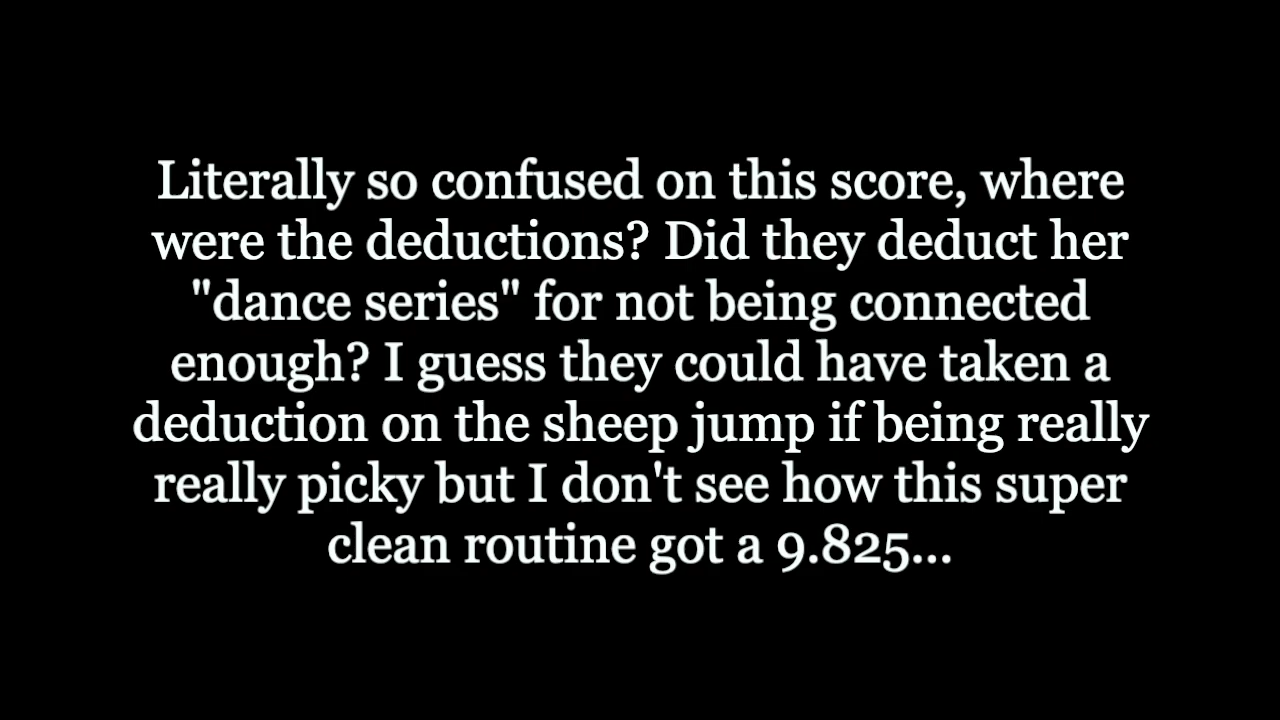 Literally so confused on this score, where
were the deductions? Did they deduct her
"dance series" for not being connected
enough? I guess they could have taken a
deduction on the sheep jump if being really
really picky but I don't see how this super
clean routine got a 9.825...